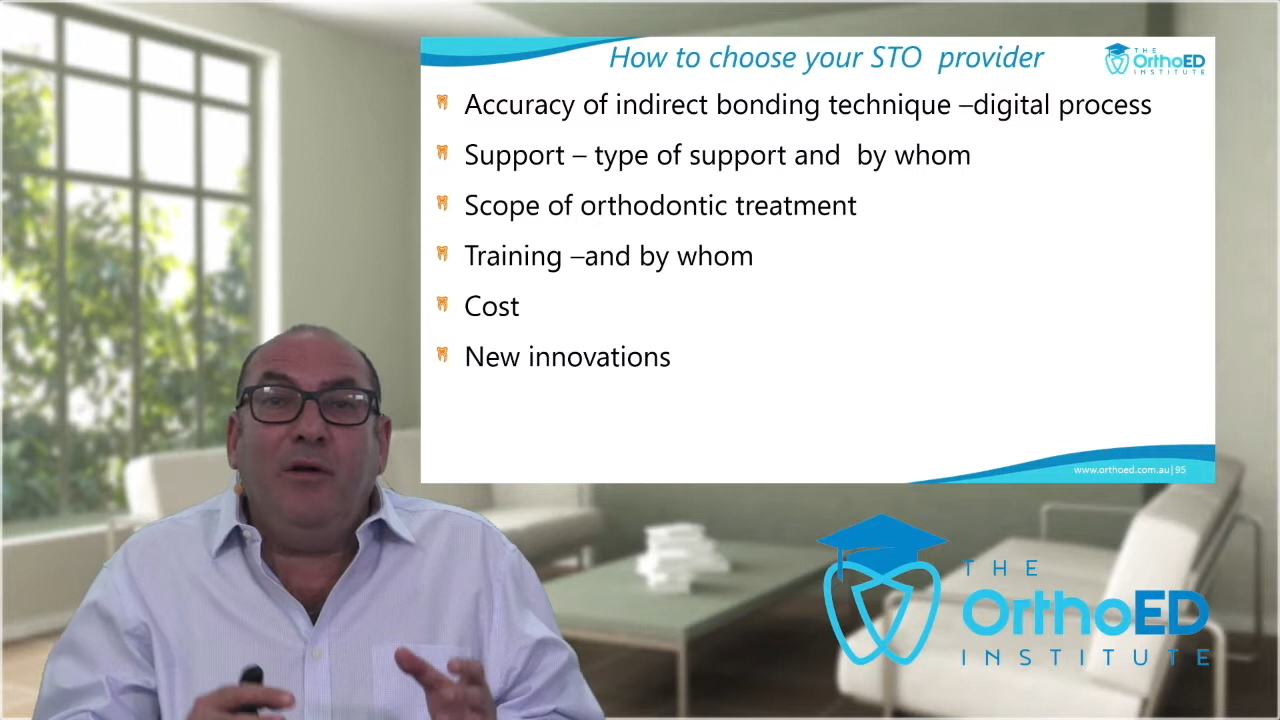 How to choose your STO  provider
THE
OrthoED
INSTITUTE
Accuracy of indirect bonding technique –digital process
Support – type of support and  by whom
Scope of orthodontic treatment
Training –and by whom
Cost
New innovations
www.orthoed.com.au| 95
THE
OrthoED
INSTITUTE